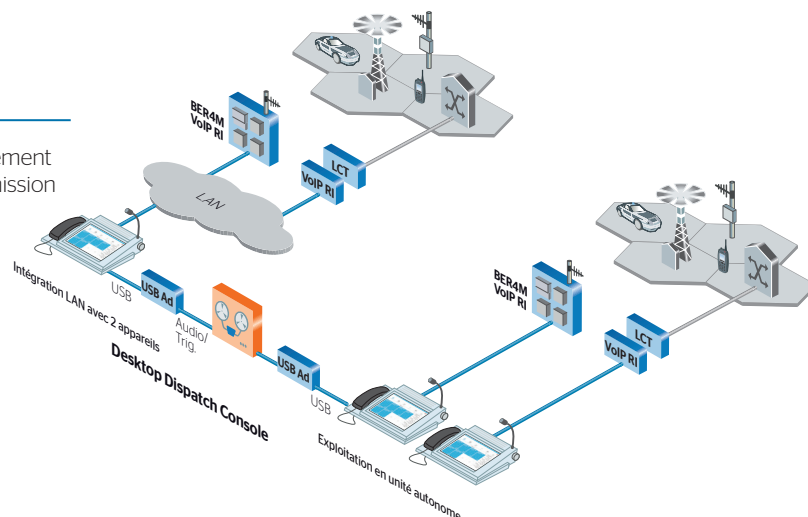 ement
ission
BER4M
VoIP RI
LCT
VoIP RI
LAN
Intégration LAN avec 2 appareils
USB
USB Ad
Audio/
Trig.
Desktop Dispatch Console
USB Ad
USB
BER4M
VoIP RI
LCT
VoIP RI
Exploitation en unité autonome